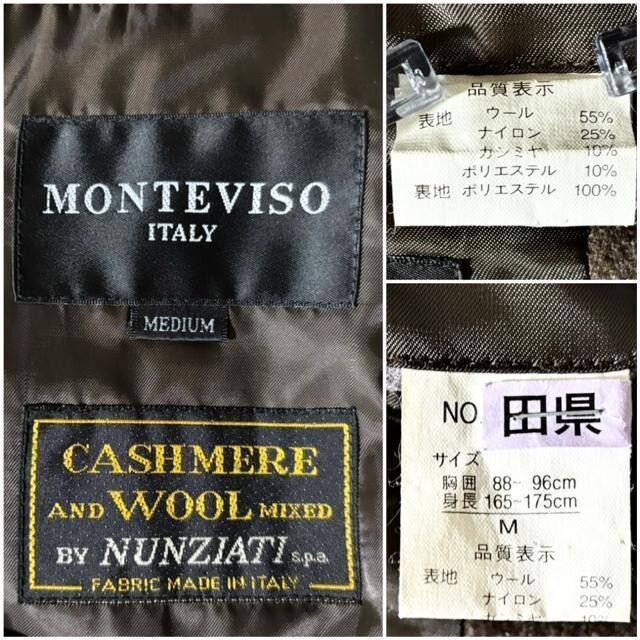 MONTEVISO
ITALY
MEDIUM
CASHMERE
AND WOOL MIXED
BY NUNZIATI s.p.a.
FABRIC MADE IN ITALY
品質表示
表地 ウール 55%
ナイロン 25%
カシミヤ 10%
ポリエステル 10%
裏地 ポリエステル 100%
NO. 田県
サイズ
胸囲 88~ 96cm
身長 165~175cm
M
品質表示
表地 ウール 55%
ナイロン 25%